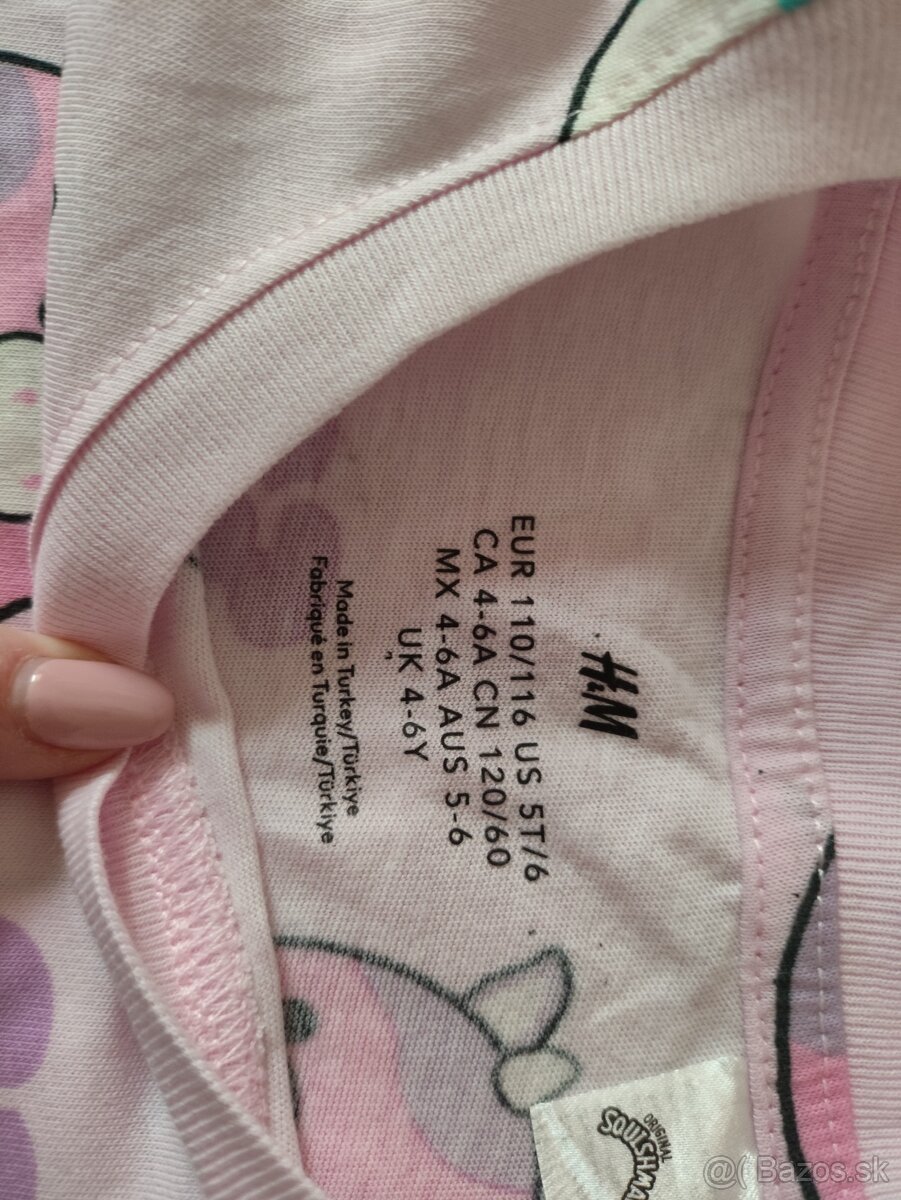 H&M
EUR 110/116 US 5T/6
CA 4-6A CN 120/60
MX 4-6A AUS 5-6
UK 4-6Y
Made in Turkey/Türkiye
Fabriqué en Turquie/Türkiye
ORIGINAL
@( Bazos.sk